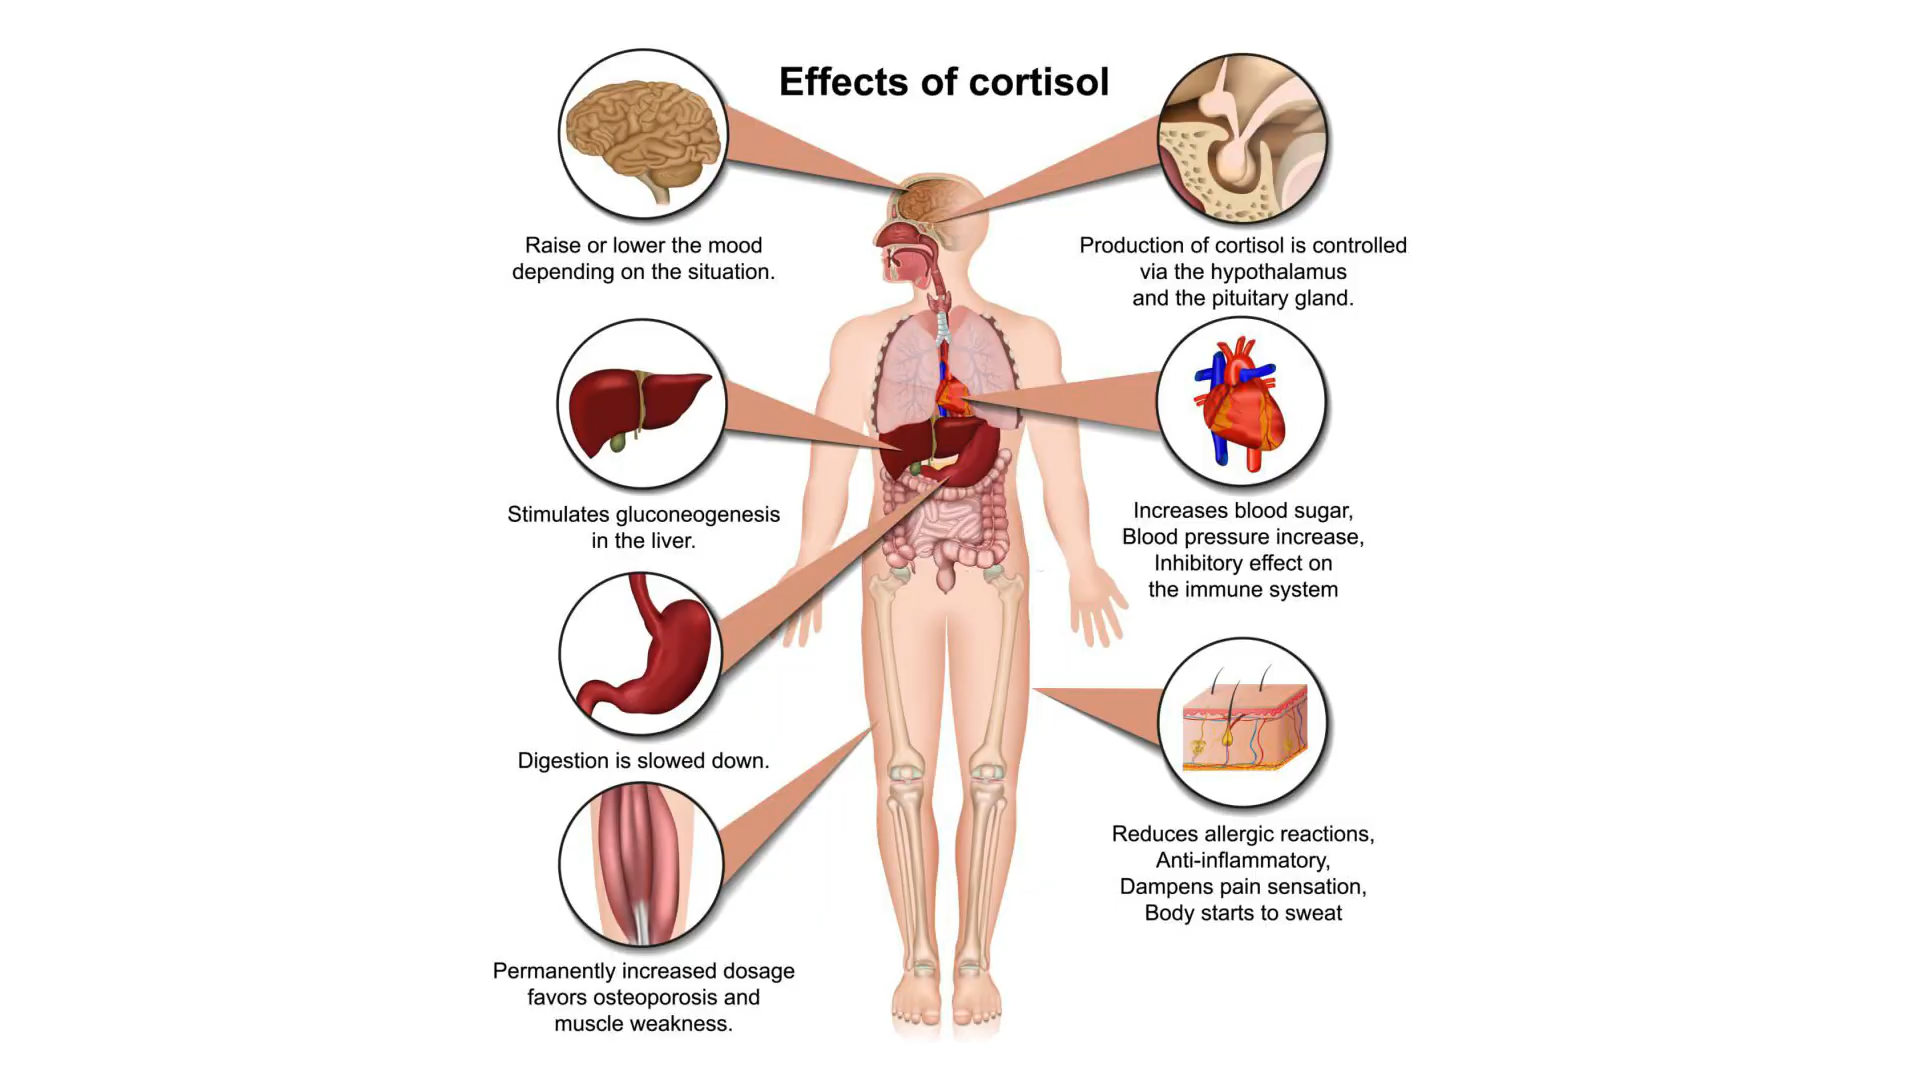 Effects of cortisol
Raise or lower the mood
depending on the situation.
Production of cortisol is controlled
via the hypothalamus
and the pituitary gland.
Stimulates gluconeogenesis
in the liver.
Increases blood sugar,
Blood pressure increase,
Inhibitory effect on
the immune system
Digestion is slowed down.
Reduces allergic reactions,
Anti-inflammatory,
Dampens pain sensation,
Body starts to sweat
Permanently increased dosage
favors osteoporosis and
muscle weakness.